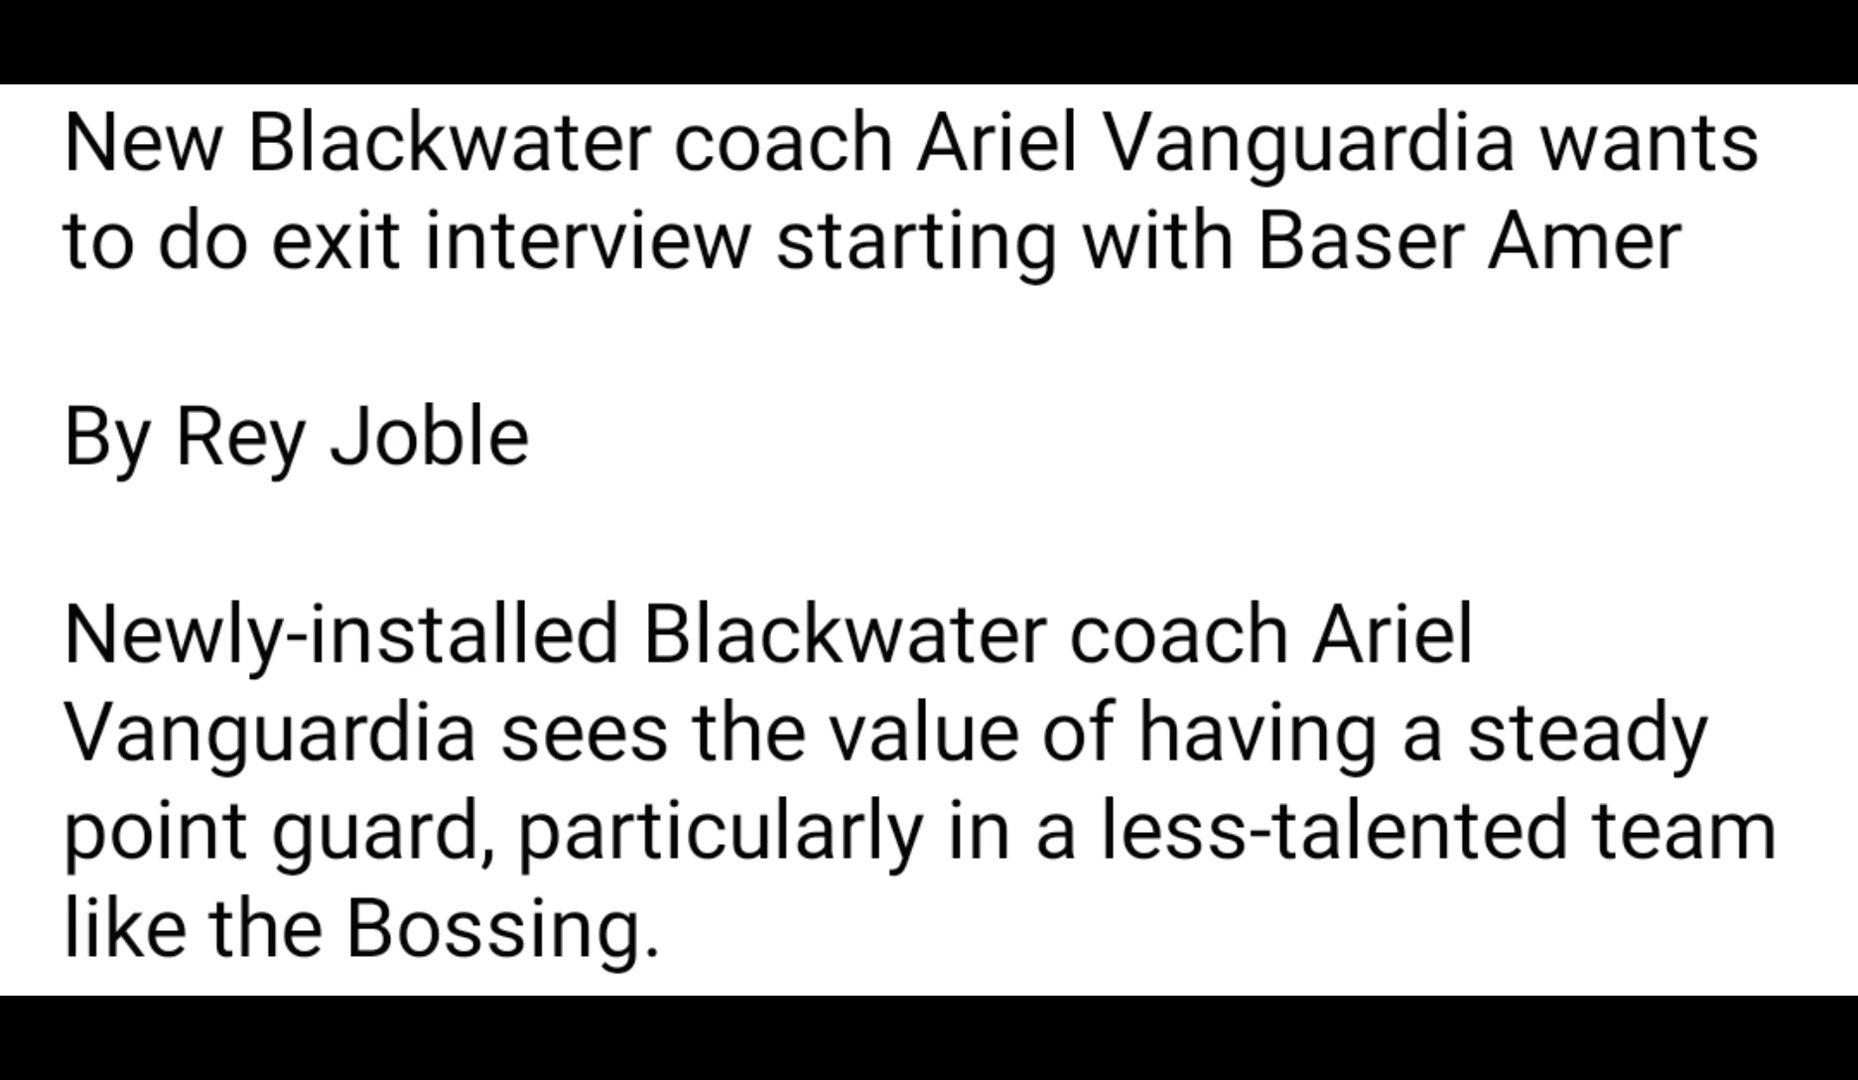 New Blackwater coach Ariel Vanguardia wants
to do exit interview starting with Baser Amer
By Rey Joble
Newly-installed Blackwater coach Ariel
Vanguardia sees the value of having a steady
point guard, particularly in a less-talented team
like the Bossing.